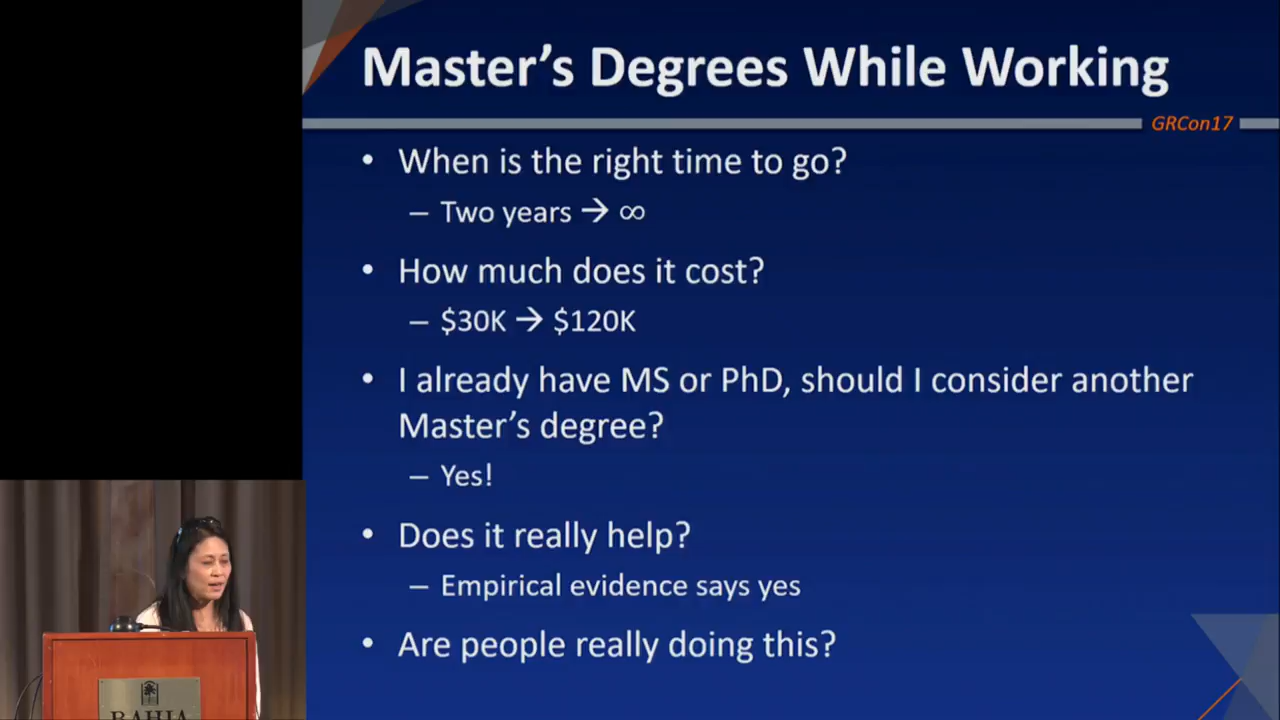 Master's Degrees While Working
GRCon17
• When is the right time to go?
– Two years → ∞
• How much does it cost?
– $30K → $120K
• I already have MS or PhD, should I consider another
Master's degree?
– Yes!
• Does it really help?
– Empirical evidence says yes
• Are people really doing this?
BAHIA